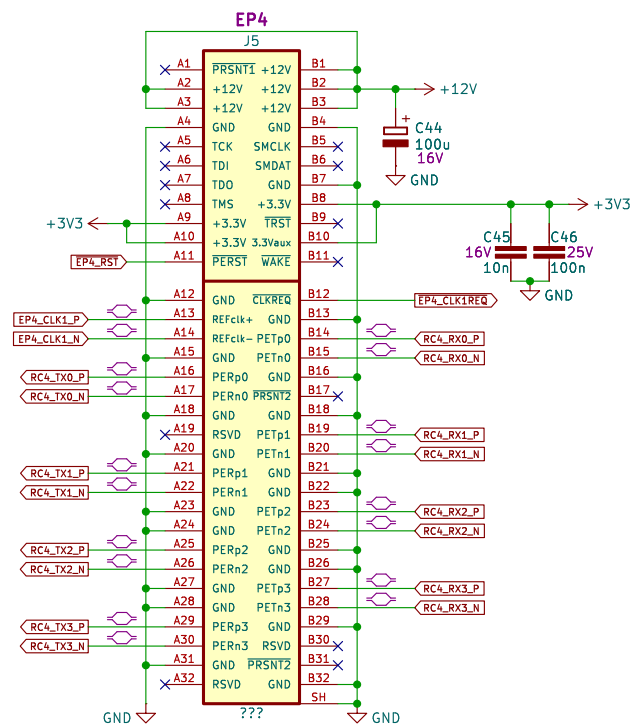 EP4
J5
A1 PRSNT1 +12V B1
A2 +12V +12V B2
+12V
A3 +12V +12V B3
A4 GND GND B4
+ C44
100u
16V
GND
A5 TCK SMCLK B5
A6 TDI SMDAT B6
A7 TDO GND B7
A8 TMS +3.3V B8
+3V3
+3V3
A9 +3.3V TRST B9
A10 +3.3V 3.3Vaux B10
C45 C46
16V 25V
10n 100n
GND
EP4_RST A11 PERST WAKE B11
A12 GND CLKREQ B12 EP4_CLK1REQ
EP4_CLK1_P A13 REFclk+ GND B13
EP4_CLK1_N A14 REFclk- PETp0 B14 RC4_RX0_P
A15 GND PETn0 B15 RC4_RX0_N
RC4_TX0_P A16 PERp0 GND B16
RC4_TX0_N A17 PERn0 PRSNT2 B17
A18 GND GND B18
A19 RSVD PETp1 B19 RC4_RX1_P
A20 GND PETn1 B20 RC4_RX1_N
RC4_TX1_P A21 PERp1 GND B21
RC4_TX1_N A22 PERn1 GND B22
A23 GND PETp2 B23 RC4_RX2_P
A24 GND PETn2 B24 RC4_RX2_N
RC4_TX2_P A25 PERp2 GND B25
RC4_TX2_N A26 PERn2 GND B26
A27 GND PETp3 B27 RC4_RX3_P
A28 GND PETn3 B28 RC4_RX3_N
RC4_TX3_P A29 PERp3 GND B29
RC4_TX3_N A30 PERn3 RSVD B30
A31 GND PRSNT2 B31
A32 RSVD GND B32
SH
GND ??? GND